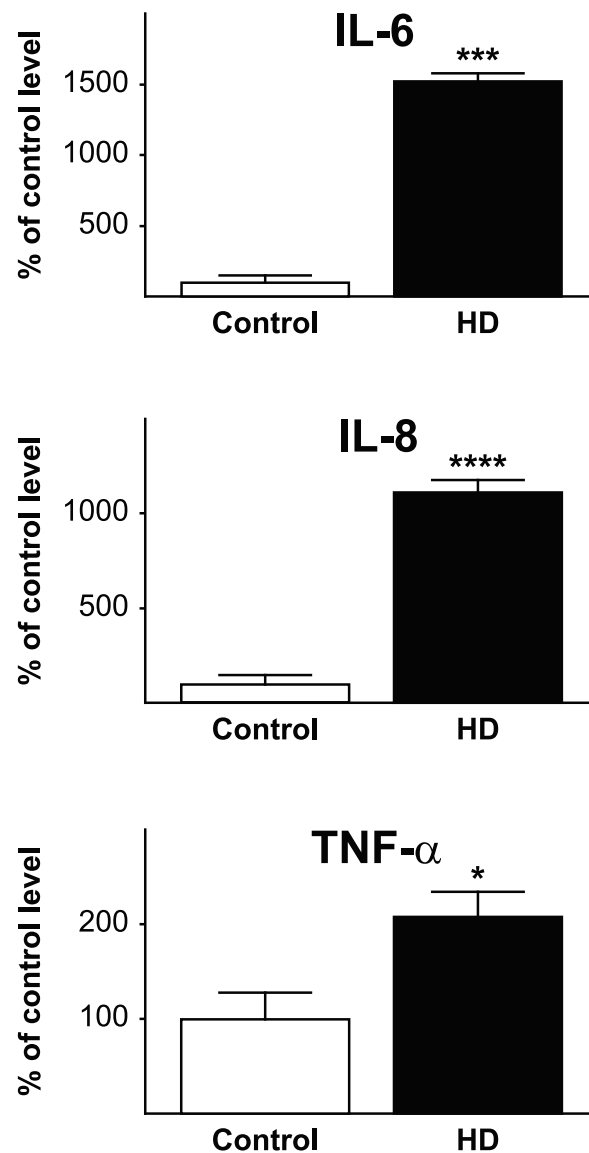 IL-6
***
% of control level
1500
1000
500
Control HD
IL-8
****
% of control level
1000
500
Control HD
TNF-α
*
% of control level
200
100
Control HD